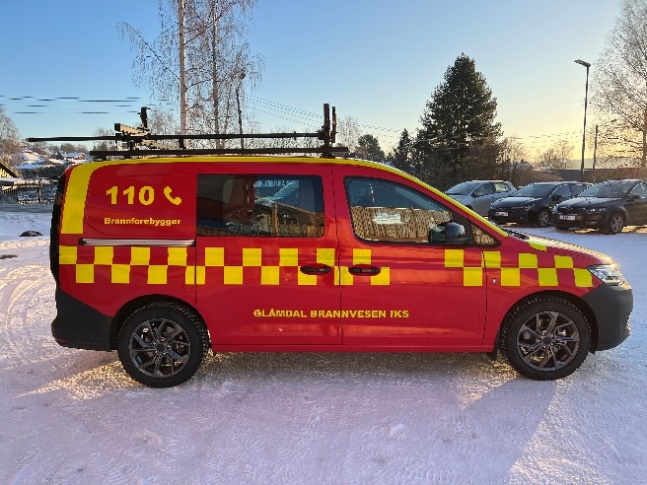 110
Brannforebygger
GLÅMDAL BRANNVESEN IKS